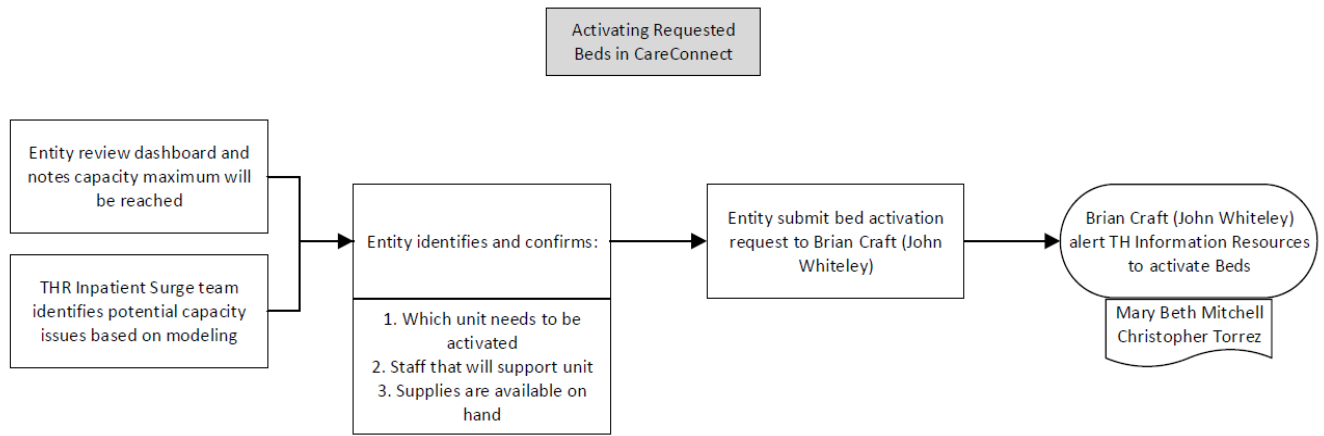 Activating Requested
Beds in CareConnect
Entity review dashboard and
notes capacity maximum will
be reached
THR Inpatient Surge team
identifies potential capacity
issues based on modeling
Entity identifies and confirms:
1. Which unit needs to be
activated
2. Staff that will support unit
3. Supplies are available on
hand
Entity submit bed activation
request to Brian Craft (John
Whiteley)
Brian Craft (John Whiteley)
alert TH Information Resources
to activate Beds
Mary Beth Mitchell
Christopher Torrez